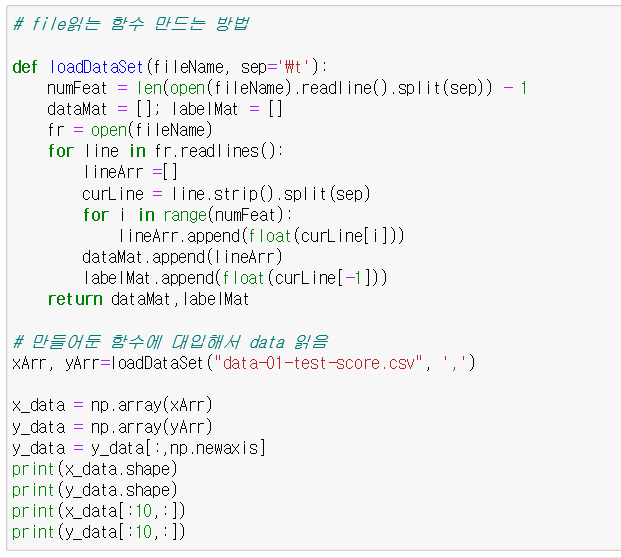 # file읽는 함수 만드는 방법
def loadDataSet(fileName, sep='₩t'):
    numFeat = len(open(fileName).readline().split(sep)) - 1
    dataMat = []; labelMat = []
    fr = open(fileName)
    for line in fr.readlines():
        lineArr =[]
        curLine = line.strip().split(sep)
        for i in range(numFeat):
            lineArr.append(float(curLine[i]))
        dataMat.append(lineArr)
        labelMat.append(float(curLine[-1]))
    return dataMat,labelMat
# 만들어둔 함수에 대입해서 data 읽음
xArr, yArr=loadDataSet("data-01-test-score.csv", ',')
x_data = np.array(xArr)
y_data = np.array(yArr)
y_data = y_data[:,np.newaxis]
print(x_data.shape)
print(y_data.shape)
print(x_data[:10,:])
print(y_data[:10,:])